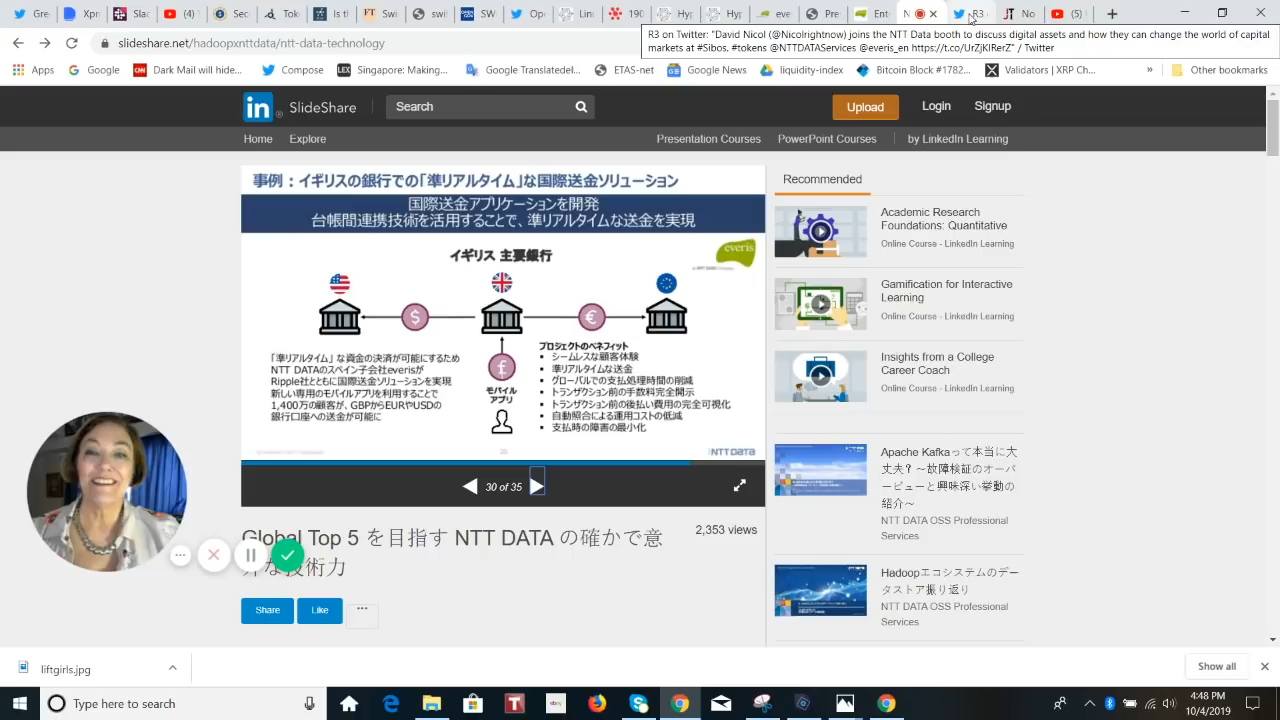 Gre
Xpr
Slac
(4)
Sec
Tok
Is tl
Swi
swi
SW
Op
Linc
190
Hyp
Hyp
eve
Pre
Ente
N
R3
No
(5)
slideshare.net/hadoopxnttdata/ntt-data-technology
R3 on Twitter: "David Nicol (@Nicolrightnow) joins the NTT Data booth to discuss digital assets and how they can change the world of capital
markets at #Sibos. #tokens @NTTDATAServices @everis_en https://t.co/UrZjKIRerZ" / Twitter
Apps
Google
Dark Mail will hide...
Compose
Singapore: Making...
Google Translatedel...
ETAS-net
Google News
liquidity-index
Bitcoin Block #1782...
Validators | XRP Ch...
»
Other bookmarks
in SlideShare
Search
Upload
Login
Signup
Home
Explore
Presentation Courses
PowerPoint Courses
by LinkedIn Learning
事例：イギリスの銀行での「準リアルタイム」な国際送金ソリューション
国際送金アプリケーションを開発
台帳間連携技術を活用することで、準リアルタイムな送金を実現
イギリス 主要銀行
everis
$
€
£
モバイル
アプリ
「準リアルタイム」な資金の決済が可能にするため
NTT DATAのスペイン子会社everisが
Ripple社とともに国際送金ソリューションを実現
新しい専用のモバイルアプリを利用することで
1,400万の顧客が、GBPからEURやUSDの
銀行口座への送金が可能に
プロジェクトのベネフィット
▪ シームレスな顧客体験
▪ 準リアルタイムな送金
▪ グローバルでの支払処理時間の削減
▪ トランザクション前の手数料完全開示
▪ トランザクション前の後払い費用の完全可視化
▪ 自動照合による運用コストの低減
▪ 支払時の障害の最小化
NTT DATA
30 of 35
Global Top 5 を目指す NTT DATA の確かで意
外な技術力
2,353 views
Share
Like
...
Recommended
Academic Research
Foundations: Quantitative
Online Course - LinkedIn Learning
Gamification for Interactive
Learning
Online Course - LinkedIn Learning
Insights from a College
Career Coach
Online Course - LinkedIn Learning
Apache Kafkaって本当に大
丈夫？～故障検証のオーバ
ービューと興味深い挙動の
紹介～
NTT DATA OSS Professional
Services
Hadoopエコシステムのデー
タストア振り返り
NTT DATA OSS Professional
Services
liftgirls.jpg
Show all
Type here to search
4:48 PM
10/4/2019